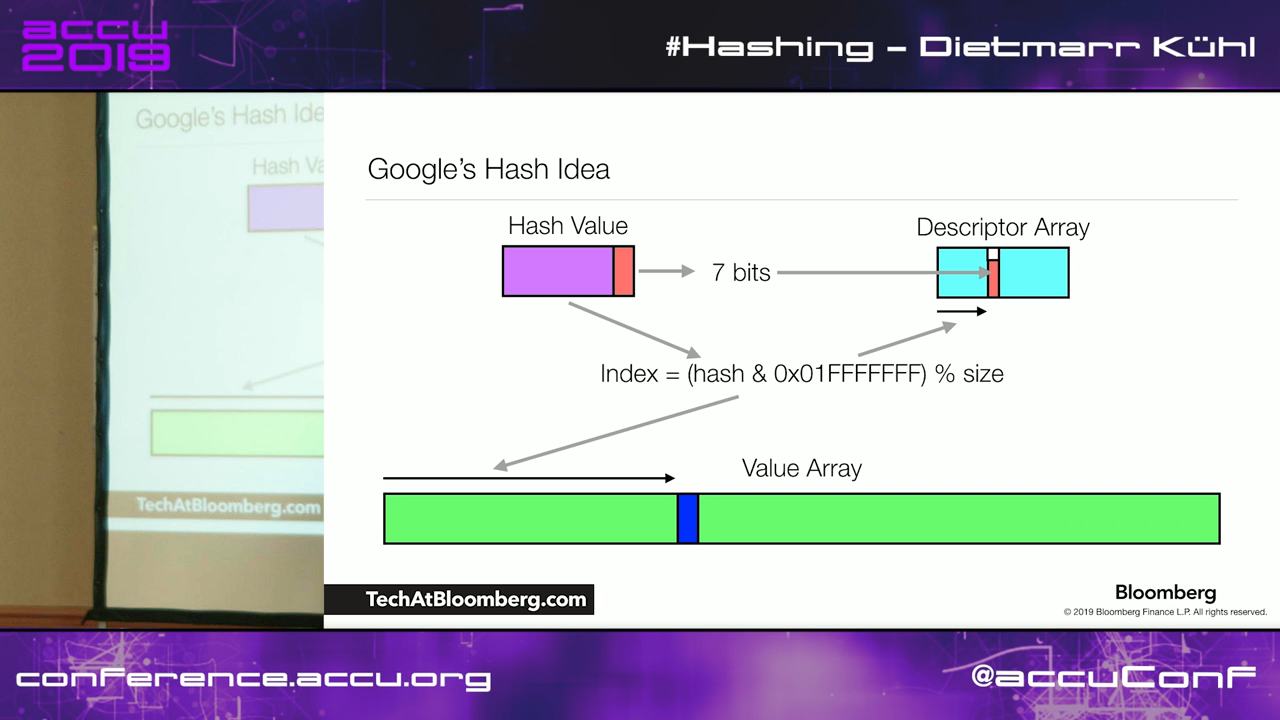 accu
2019
#Hashing – Dietmarr Kühl
Google's Hash Ide
Hash Va
TechAtBloomberg.com
Google's Hash Idea
Hash Value
Descriptor Array
7 bits
Index = (hash & 0x01FFFFFFF) % size
Value Array
TechAtBloomberg.com
Bloomberg
© 2019 Bloomberg Finance L.P. All rights reserved.
conference.accu.org
@accuConf